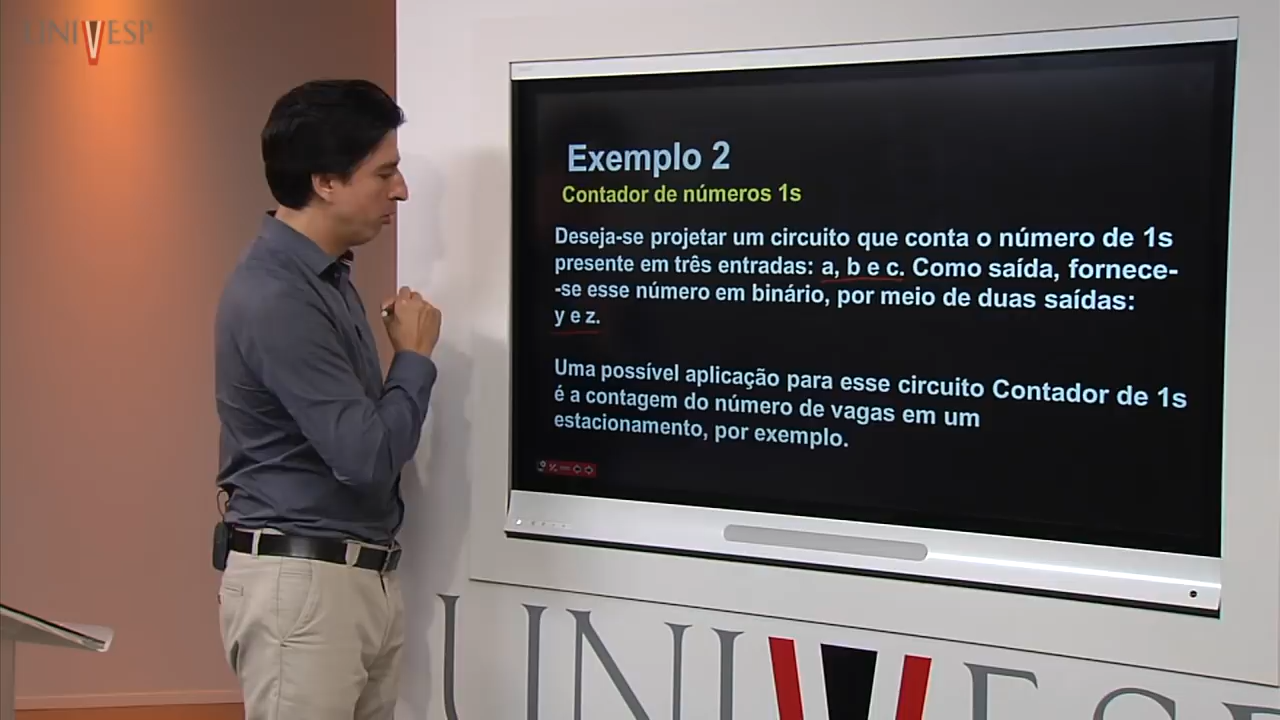 UNIVESP
Exemplo 2
Contador de números 1s
Deseja-se projetar um circuito que conta o número de 1s
presente em três entradas: a, b e c. Como saída, fornece-
-se esse número em binário, por meio de duas saídas:
y e z.
Uma possível aplicação para esse circuito Contador de 1s
é a contagem do número de vagas em um
estacionamento, por exemplo.
UNIVESP